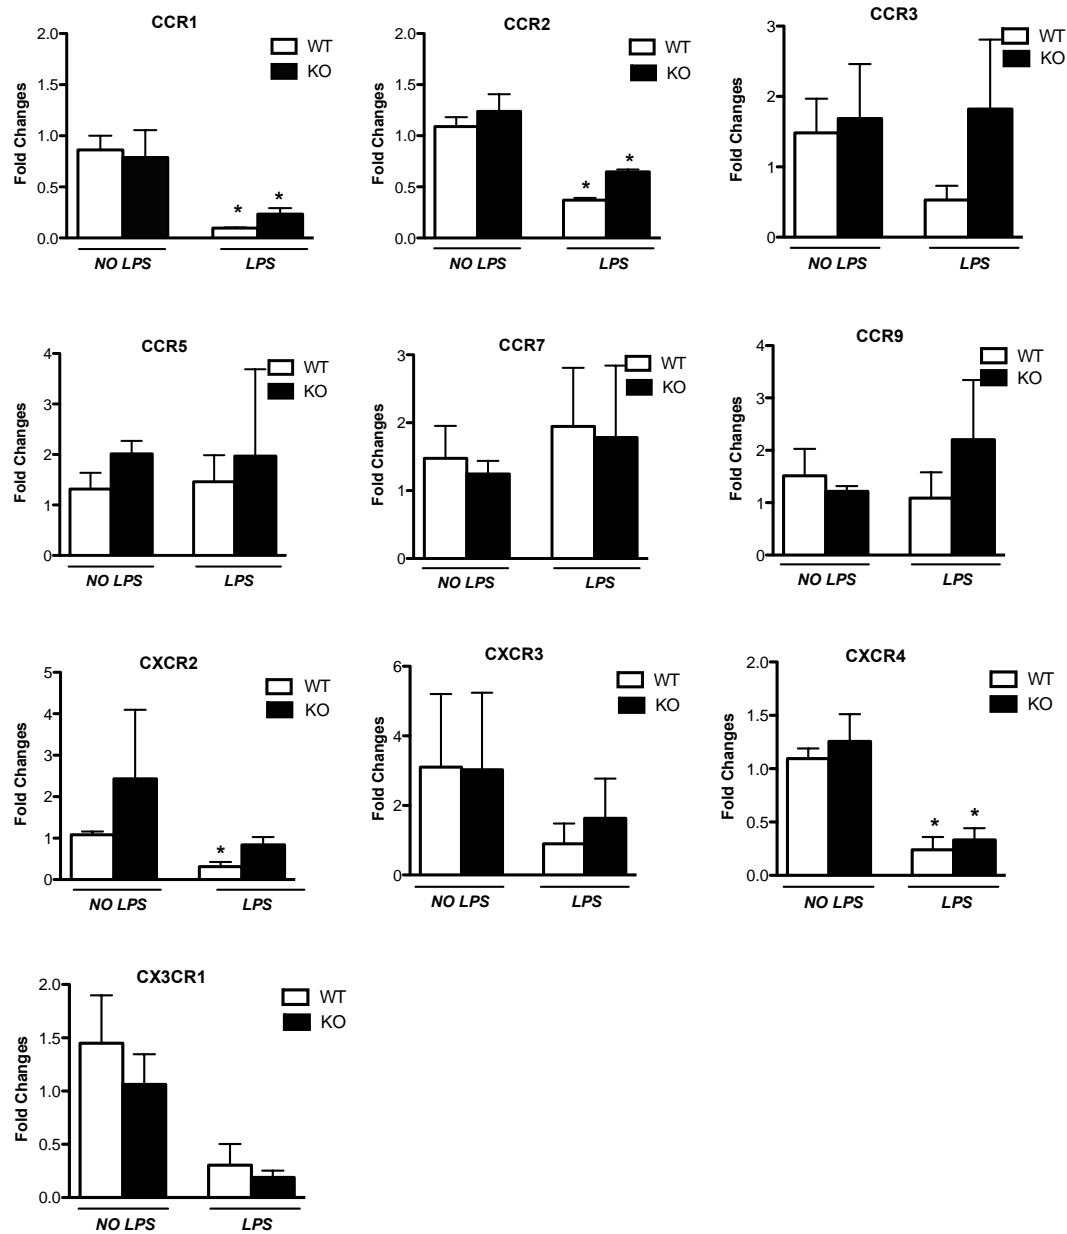 CCR1
WT
KO
Fold Changes
2.0
1.5
1.0
0.5
0.0
*
*
NO LPS
LPS
CCR2
WT
KO
Fold Changes
2.0
1.5
1.0
0.5
0.0
*
*
NO LPS
LPS
CCR3
WT
KO
Fold Changes
3
2
1
0
NO LPS
LPS
CCR5
WT
KO
Fold Changes
4
3
2
1
0
NO LPS
LPS
CCR7
WT
KO
Fold Changes
3
2
1
0
NO LPS
LPS
CCR9
WT
KO
Fold Changes
4
3
2
1
0
NO LPS
LPS
CXCR2
WT
KO
Fold Changes
5
4
3
2
1
0
*
NO LPS
LPS
CXCR3
WT
KO
Fold Changes
6
4
2
0
NO LPS
LPS
CXCR4
WT
KO
Fold Changes
2.0
1.5
1.0
0.5
0.0
*
*
NO LPS
LPS
CX3CR1
WT
KO
Fold Changes
2.0
1.5
1.0
0.5
0.0
NO LPS
LPS